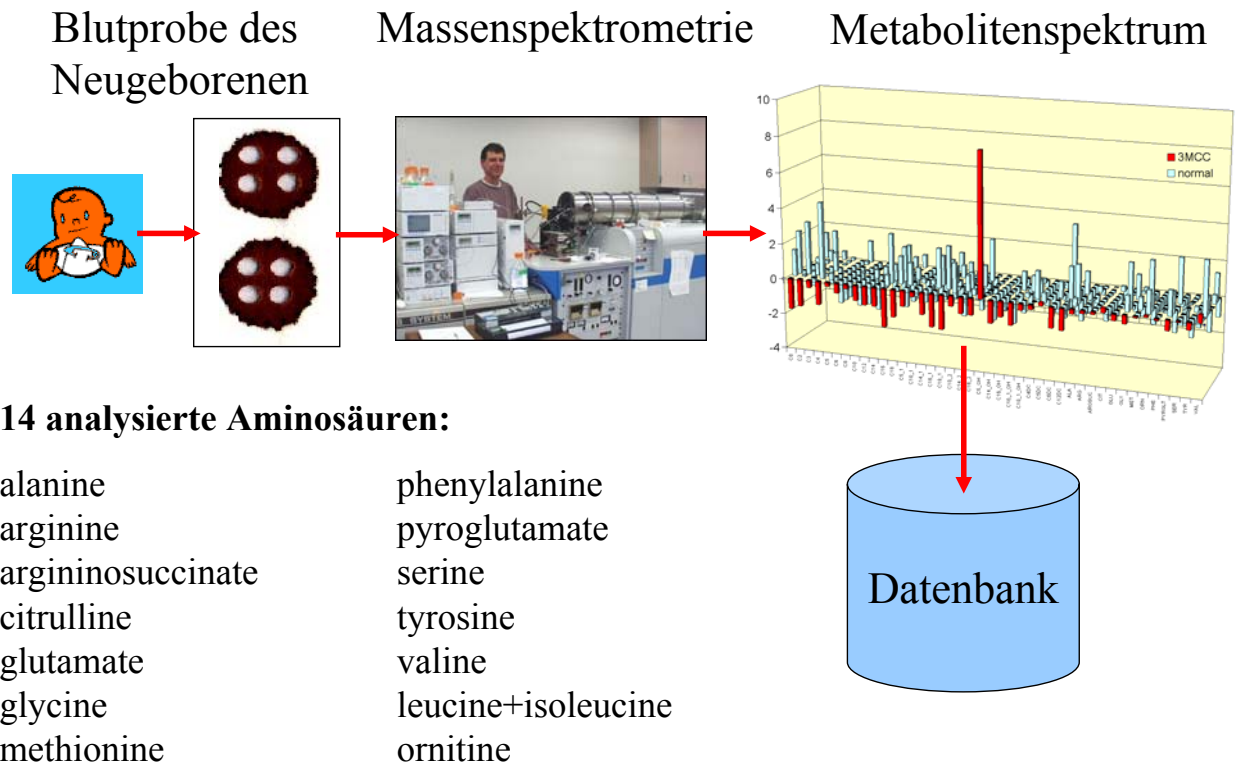 Blutprobe des
Neugeborenen
Massenspektrometrie
Metabolitenspektrum
10
8
6
4
2
0
-2
-4
3MCC
normal
SYSTEM
14 analysierte Aminosäuren:
alanine
arginine
argininosuccinate
citrulline
glutamate
glycine
methionine
phenylalanine
pyroglutamate
serine
tyrosine
valine
leucine+isoleucine
ornitine
Datenbank